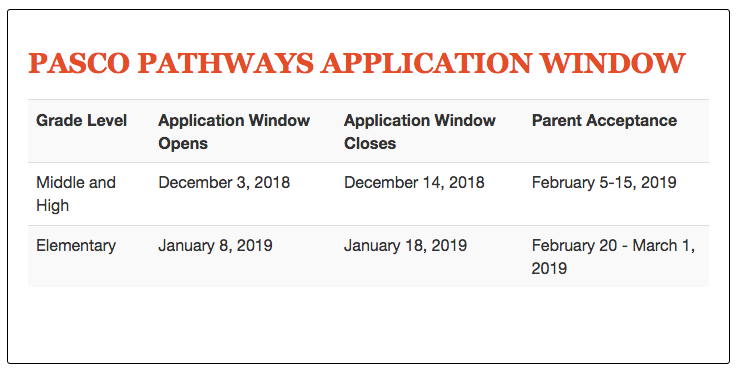 PASCO PATHWAYS APPLICATION WINDOW
Grade Level Application Window Opens Application Window Closes Parent Acceptance
Middle and High December 3, 2018 December 14, 2018 February 5-15, 2019
Elementary January 8, 2019 January 18, 2019 February 20 - March 1, 2019